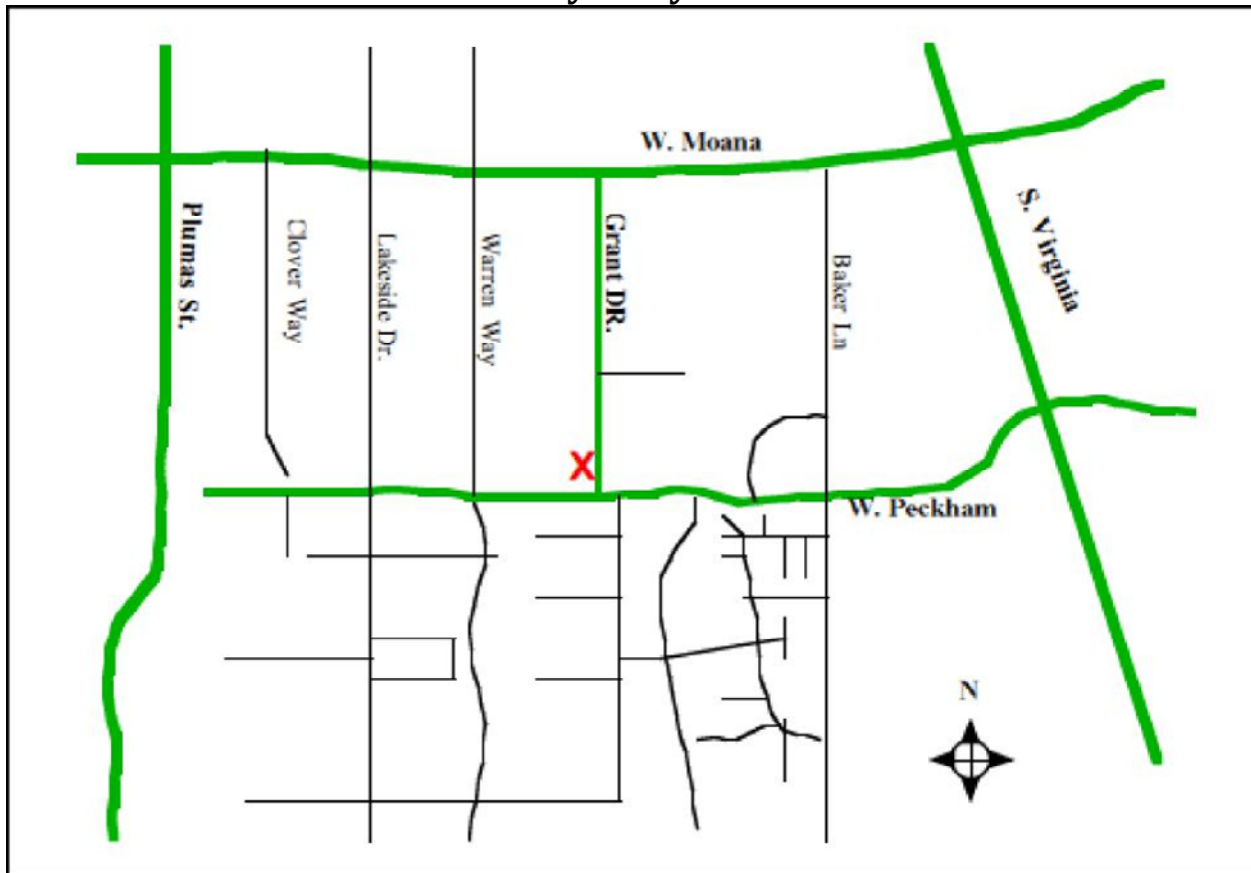 W. Moana
Plumas St.
Clover Way
Lakeside Dr.
Warren Way
Grant DR.
Baker Ln
S. Virginia
X
W. Peckham
N